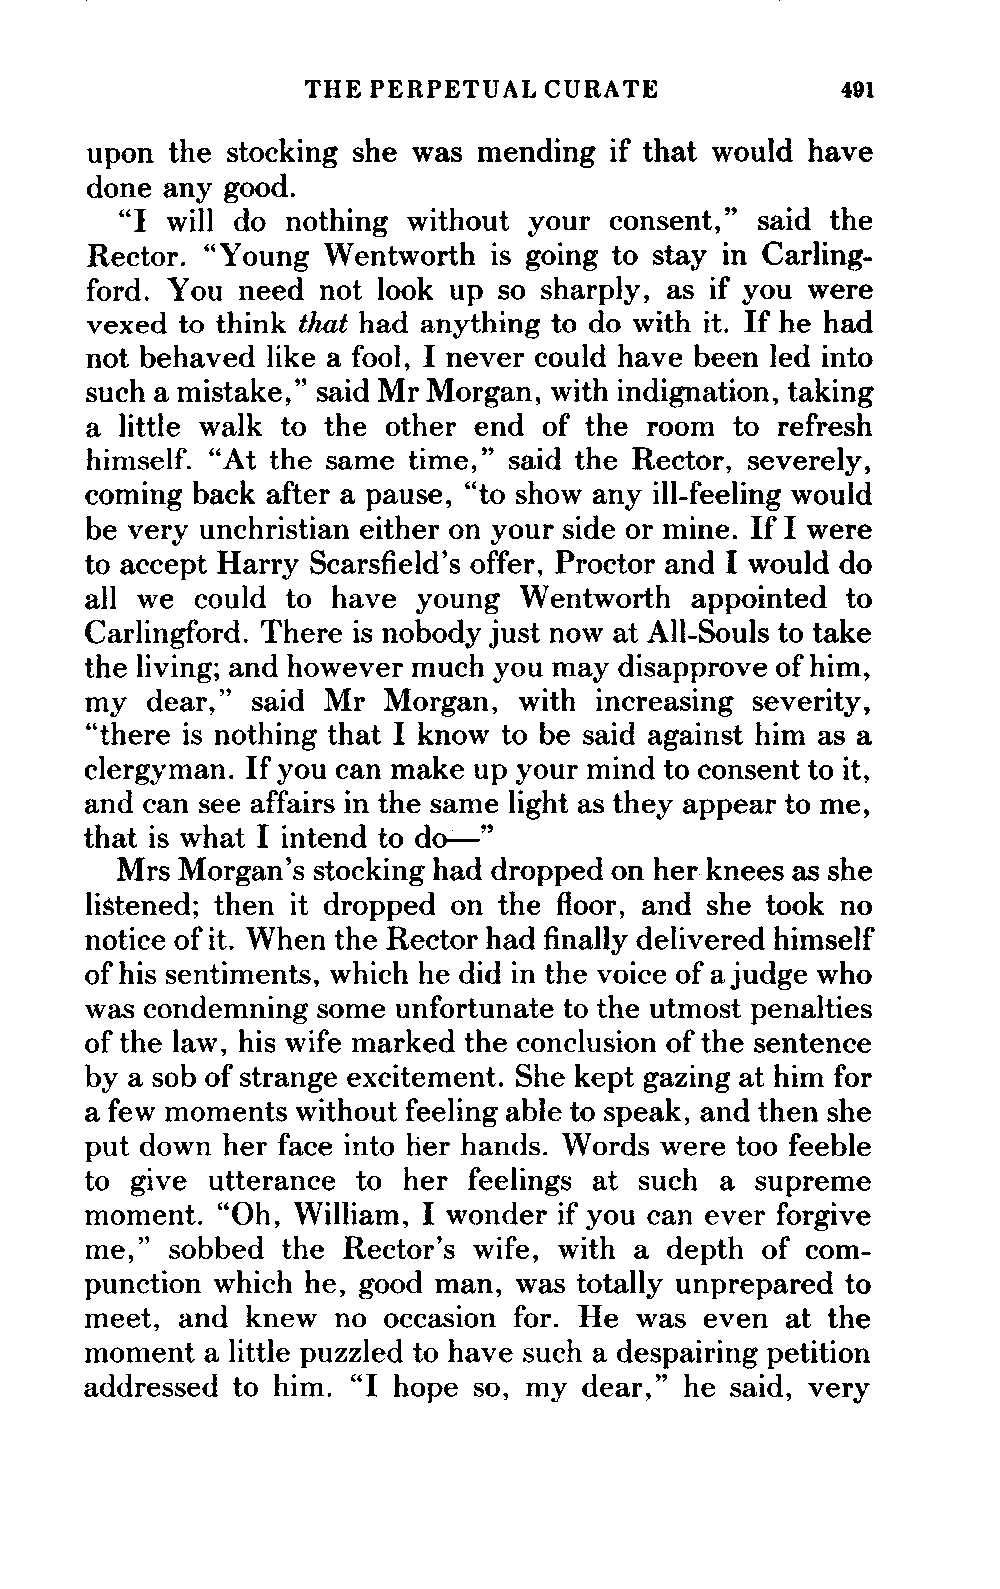 THE PERPETUAL CURATE 491
upon the stocking she was mending if that would have
done any good.
“I will do nothing without your consent,” said the
Rector. “Young Wentworth is going to stay in Carling-
ford. You need not look up so sharply, as if you were
vexed to think that had anything to do with it. If he had
not behaved like a fool, I never could have been led into
such a mistake,” said Mr Morgan, with indignation, taking
a little walk to the other end of the room to refresh
himself. “At the same time,” said the Rector, severely,
coming back after a pause, “to show any ill-feeling would
be very unchristian either on your side or mine. If I were
to accept Harry Scarsfield’s offer, Proctor and I would do
all we could to have young Wentworth appointed to
Carlingford. There is nobody just now at All-Souls to take
the living; and however much you may disapprove of him,
my dear,” said Mr Morgan, with increasing severity,
“there is nothing that I know to be said against him as a
clergyman. If you can make up your mind to consent to it,
and can see affairs in the same light as they appear to me,
that is what I intend to do—”
Mrs Morgan’s stocking had dropped on her knees as she
listened; then it dropped on the floor, and she took no
notice of it. When the Rector had finally delivered himself
of his sentiments, which he did in the voice of a judge who
was condemning some unfortunate to the utmost penalties
of the law, his wife marked the conclusion of the sentence
by a sob of strange excitement. She kept gazing at him for
a few moments without feeling able to speak, and then she
put down her face into her hands. Words were too feeble
to give utterance to her feelings at such a supreme
moment. “Oh, William, I wonder if you can ever forgive
me,” sobbed the Rector’s wife, with a depth of com-
punction which he, good man, was totally unprepared to
meet, and knew no occasion for. He was even at the
moment a little puzzled to have such a despairing petition
addressed to him. “I hope so, my dear,” he said, very